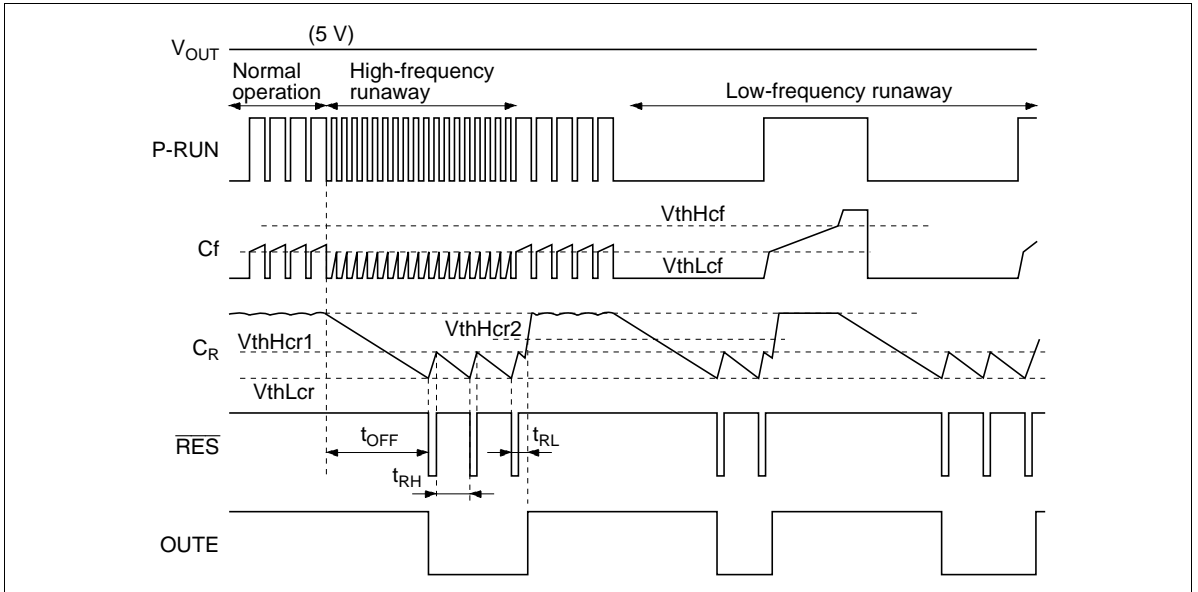 (5 V)
VOUT
Normal operation
High-frequency runaway
Low-frequency runaway
P-RUN
VthHcf
Cf
VthLcf
VthHcr2
VthHcr1
CR
VthLcr
tOFF
tRL
RES
tRH
OUTE